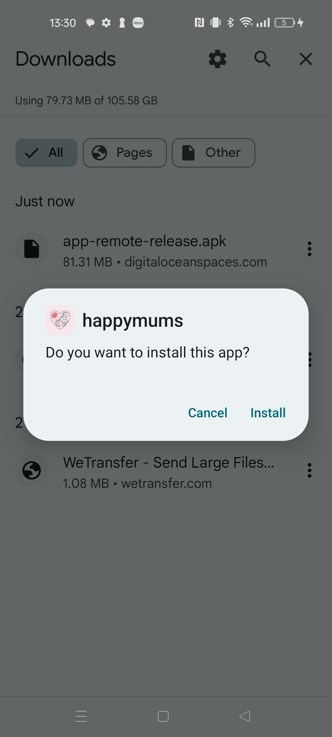 13:30
5
Downloads
Using 79.73 MB of 105.58 GB
All
Pages
Other
Just now
app-remote-release.apk
81.31 MB • digitaloceanspaces.com
2
happymums
Do you want to install this app?
Cancel
Install
2
WeTransfer - Send Large Files...
1.08 MB • wetransfer.com